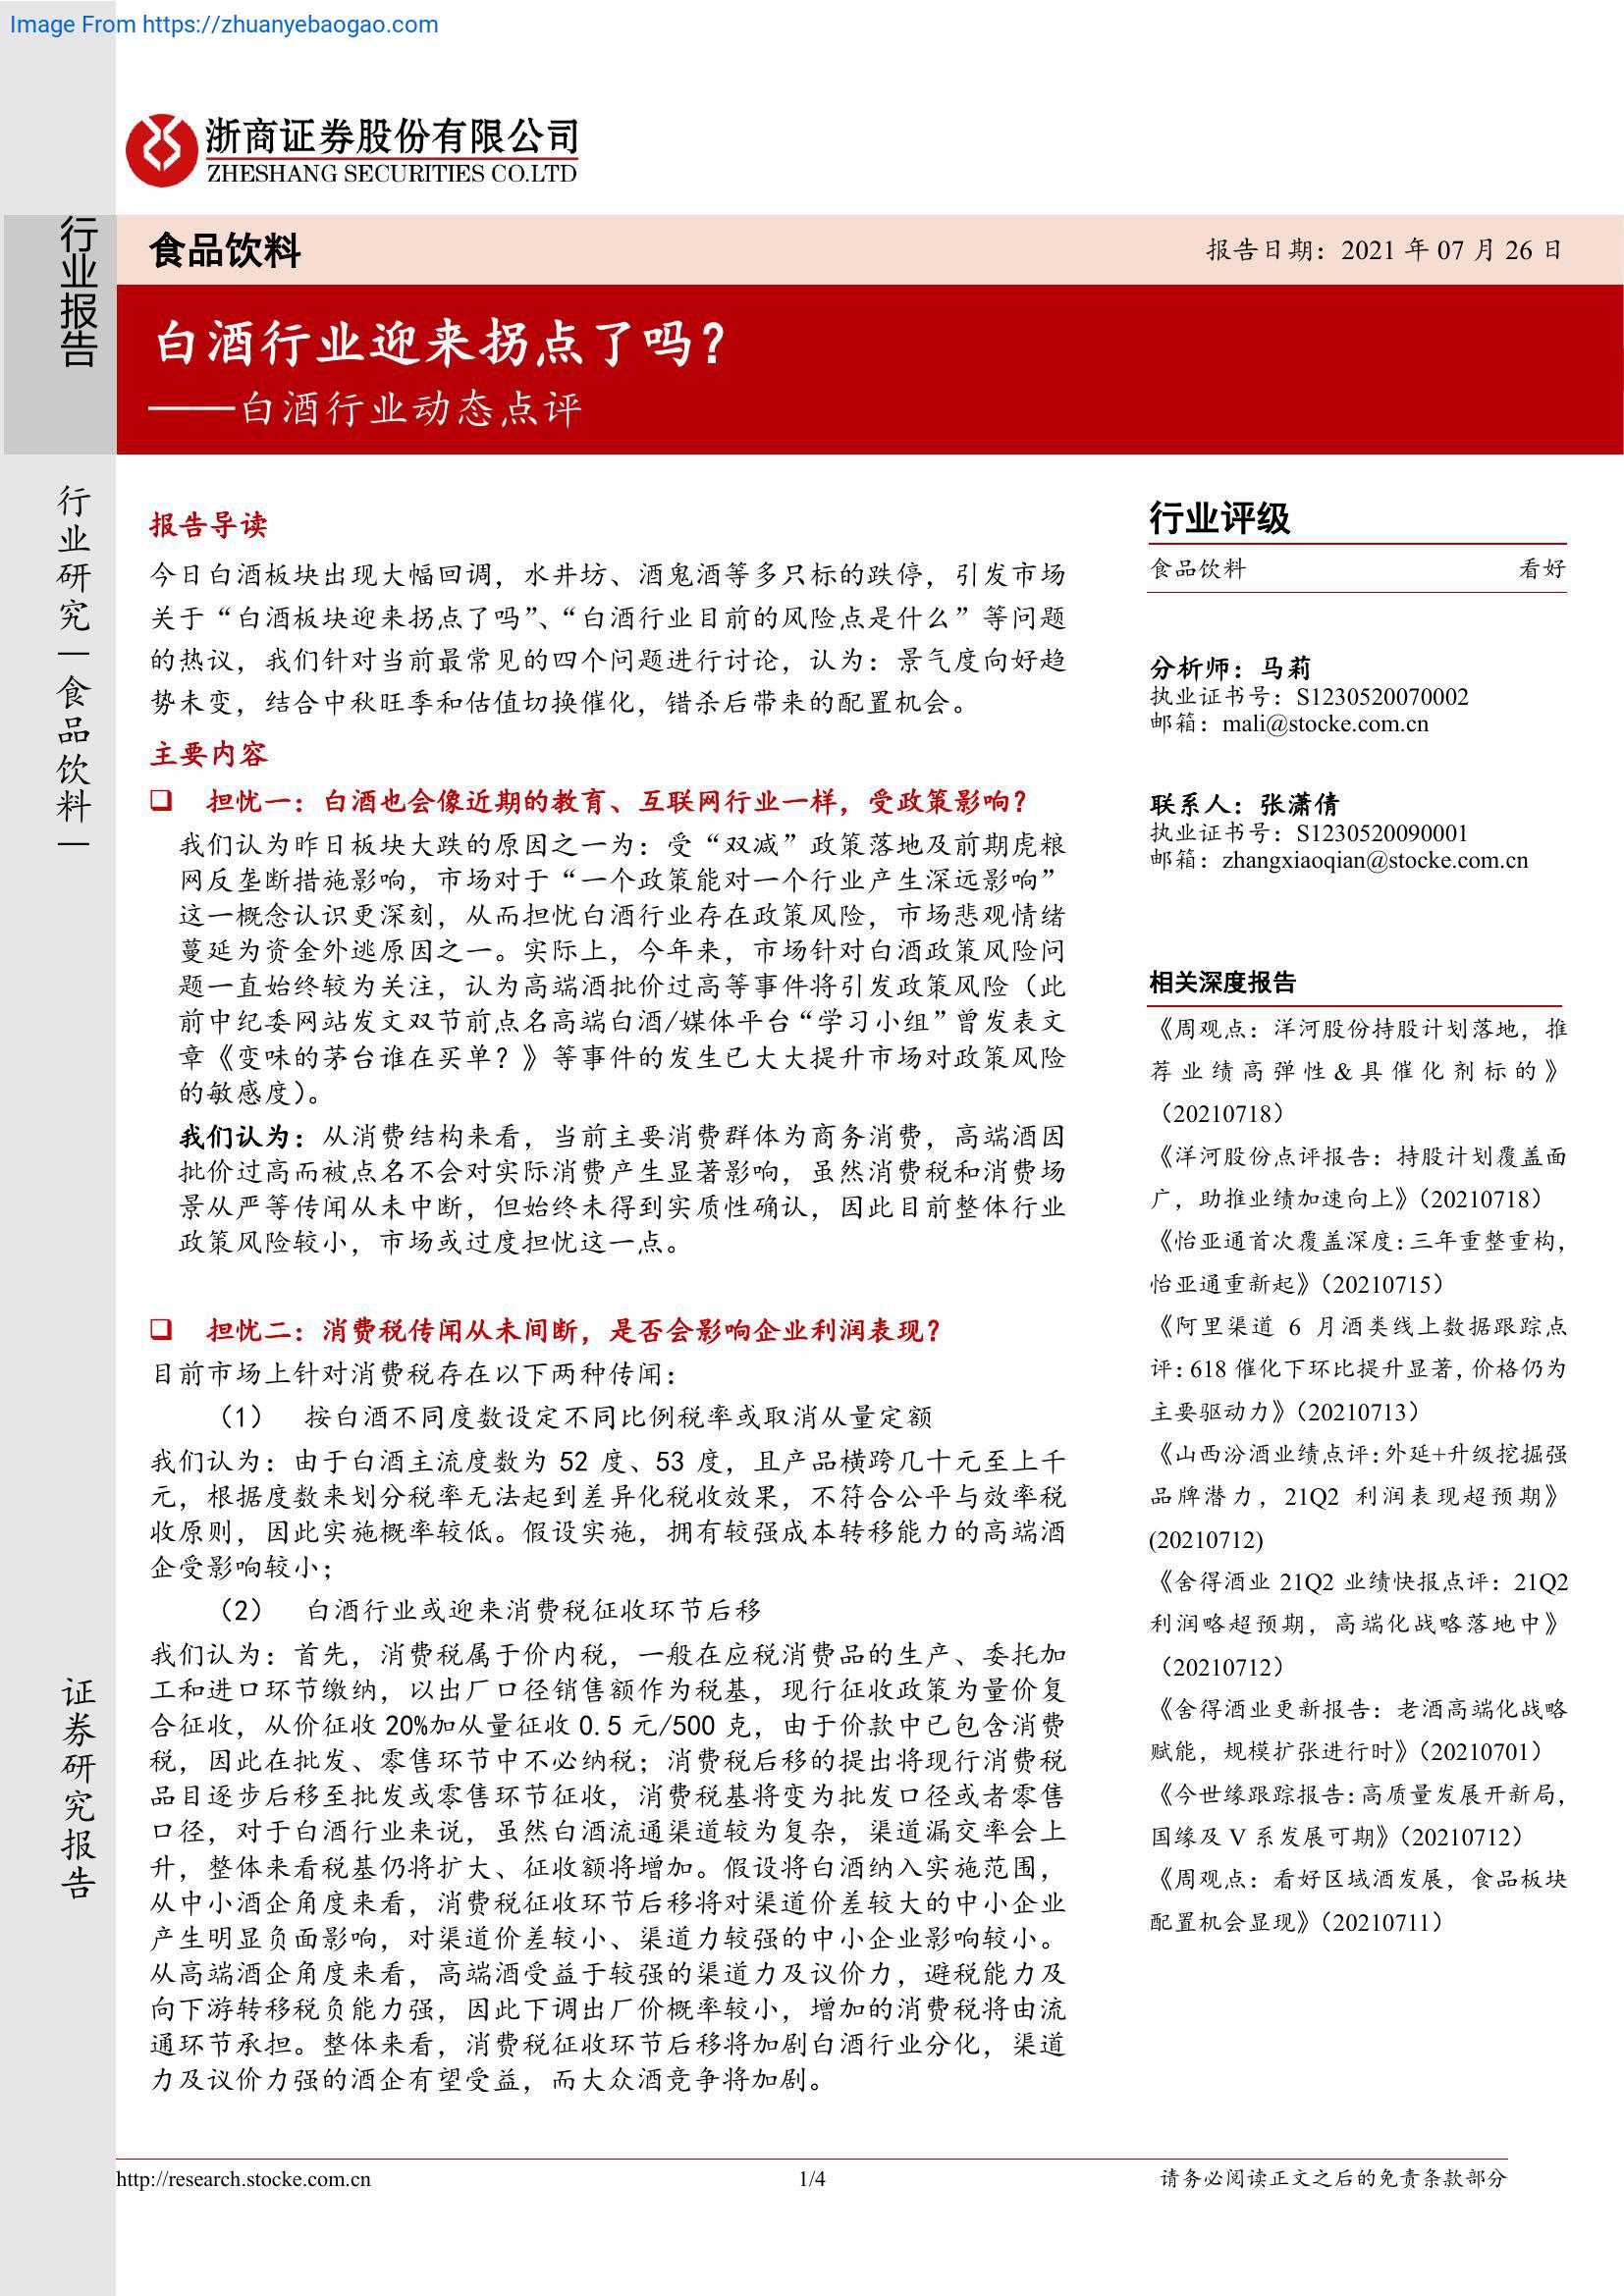 Image From https://zhuanyebaogao.com
浙商证券股份有限公司
ZHESHANG SECURITIES CO.LTD
行业报告
食品饮料
报告日期：2021 年 07 月 26 日
白酒行业迎来拐点了吗？
——白酒行业动态点评
行业研究—食品饮料—
证券研究报告
报告导读
今日白酒板块出现大幅回调，水井坊、酒鬼酒等多只标的跌停，引发市场
关于“白酒板块迎来拐点了吗”、“白酒行业目前的风险点是什么”等问题
的热议，我们针对当前最常见的四个问题进行讨论，认为：景气度向好趋
势未变，结合中秋旺季和估值切换催化，错杀后带来的配置机会。
主要内容
❑ 担忧一：白酒也会像近期的教育、互联网行业一样，受政策影响？
我们认为昨日板块大跌的原因之一为：受“双减”政策落地及前期虎粮
网反垄断措施影响，市场对于“一个政策能对一个行业产生深远影响”
这一概念认识更深刻，从而担忧白酒行业存在政策风险，市场悲观情绪
蔓延为资金外逃原因之一。实际上，今年来，市场针对白酒政策风险问
题一直始终较为关注，认为高端酒批价过高等事件将引发政策风险（此
前中纪委网站发文双节前点名高端白酒/媒体平台“学习小组”曾发表文
章《变味的茅台谁在买单？》等事件的发生已大大提升市场对政策风险
的敏感度）。
我们认为：从消费结构来看，当前主要消费群体为商务消费，高端酒因
批价过高而被点名不会对实际消费产生显著影响，虽然消费税和消费场
景从严等传闻从未中断，但始终未得到实质性确认，因此目前整体行业
政策风险较小，市场或过度担忧这一点。
❑ 担忧二：消费税传闻从未间断，是否会影响企业利润表现？
目前市场上针对消费税存在以下两种传闻：
（1） 按白酒不同度数设定不同比例税率或取消从量定额
我们认为：由于白酒主流度数为 52 度、53 度，且产品横跨几十元至上千
元，根据度数来划分税率无法起到差异化税收效果，不符合公平与效率税
收原则，因此实施概率较低。假设实施，拥有较强成本转移能力的高端酒
企受影响较小；
（2） 白酒行业或迎来消费税征收环节后移
我们认为：首先，消费税属于价内税，一般在应税消费品的生产、委托加
工和进口环节缴纳，以出厂口径销售额作为税基，现行征收政策为量价复
合征收，从价征收 20%加从量征收 0.5 元/500 克，由于价款中已包含消费
税，因此在批发、零售环节中不必纳税；消费税后移的提出将现行消费税
品目逐步后移至批发或零售环节征收，消费税基将变为批发口径或者零售
口径，对于白酒行业来说，虽然白酒流通渠道较为复杂，渠道漏交率会上
升，整体来看税基仍将扩大、征收额将增加。假设将白酒纳入实施范围，
从中小酒企角度来看，消费税征收环节后移将对渠道价差较大的中小企业
产生明显负面影响，对渠道价差较小、渠道力较强的中小企业影响较小。
从高端酒企角度来看，高端酒受益于较强的渠道力及议价力，避税能力及
向下游转移税负能力强，因此下调出厂价概率较小，增加的消费税将由流
通环节承担。整体来看，消费税征收环节后移将加剧白酒行业分化，渠道
力及议价力强的酒企有望受益，而大众酒竞争将加剧。
行业评级
食品饮料 看好
分析师：马莉
执业证书号：S1230520070002
邮箱：mali@stocke.com.cn
联系人：张潇倩
执业证书号：S1230520090001
邮箱：zhangxiaoqian@stocke.com.cn
相关深度报告
《周观点：洋河股份持股计划落地，推
荐业绩高弹性&具催化剂标的》
（20210718）
《洋河股份点评报告：持股计划覆盖面
广，助推业绩加速向上》（20210718）
《怡亚通首次覆盖深度：三年重整重构，
怡亚通重新起》（20210715）
《阿里渠道 6 月酒类线上数据跟踪点
评：618 催化下环比提升显著，价格仍为
主要驱动力》（20210713）
《山西汾酒业绩点评：外延+升级挖掘强
品牌潜力，21Q2 利润表现超预期》
(20210712)
《舍得酒业 21Q2 业绩快报点评：21Q2
利润略超预期，高端化战略落地中》
（20210712）
《舍得酒业更新报告：老酒高端化战略
赋能，规模扩张进行时》（20210701）
《今世缘跟踪报告：高质量发展开新局，
国缘及 V 系发展可期》（20210712）
《周观点：看好区域酒发展，食品板块
配置机会显现》（20210711）
http://research.stocke.com.cn
1/4
请务必阅读正文之后的免责条款部分